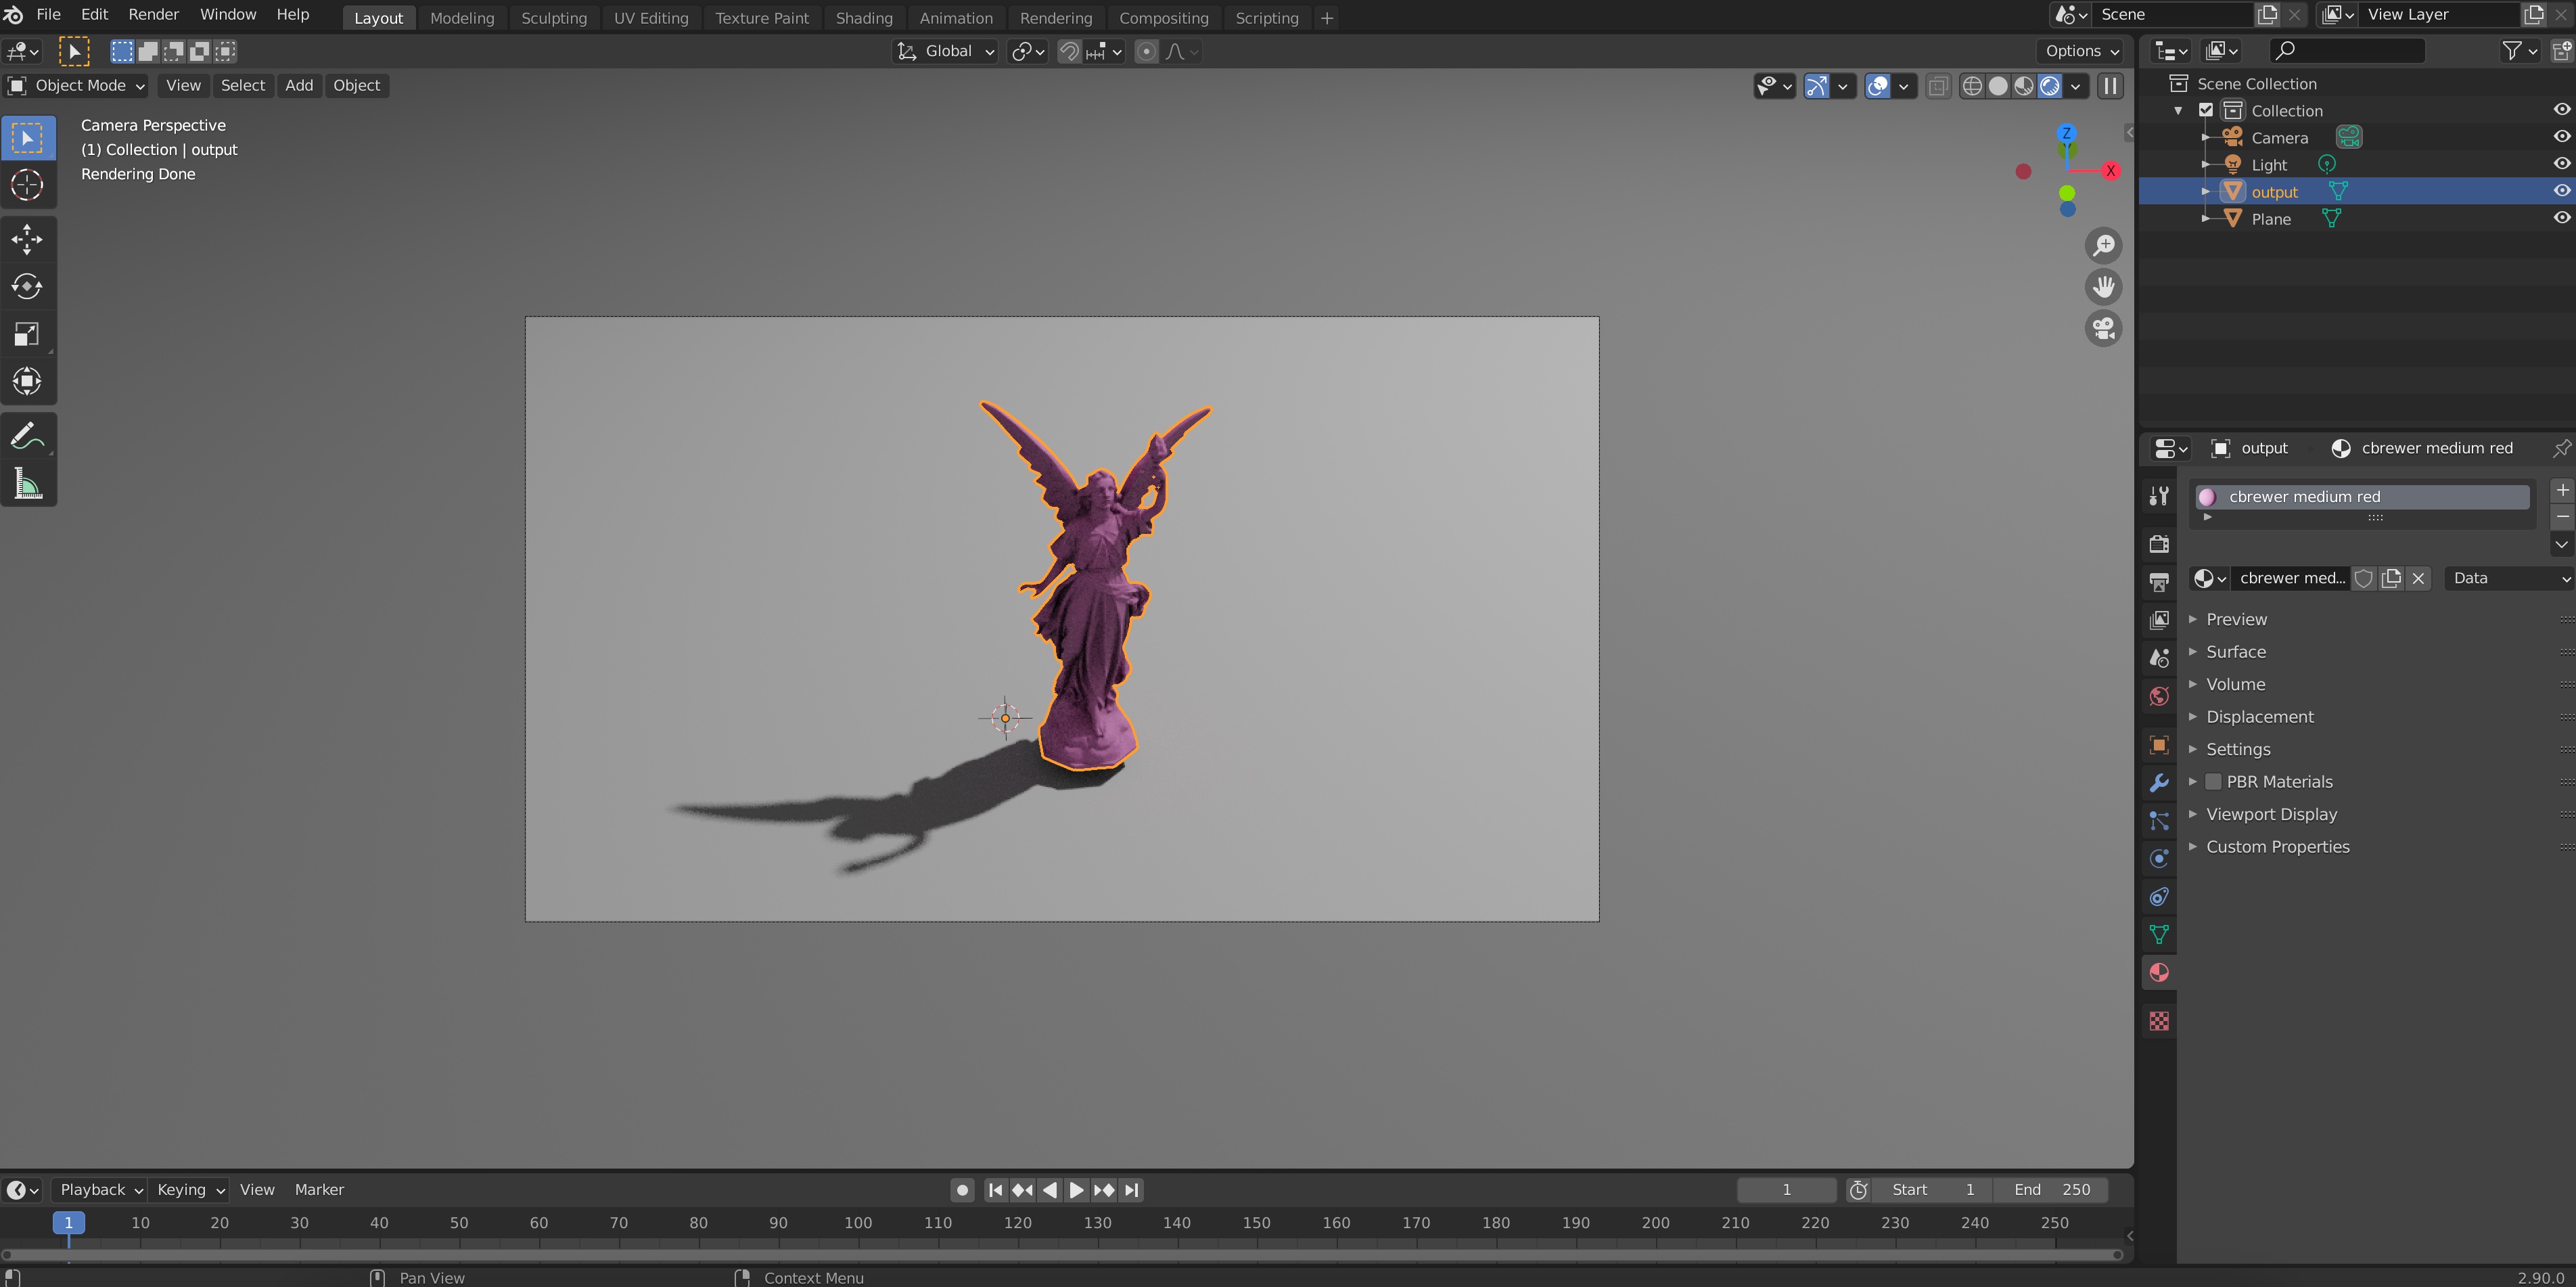 File Edit Render Window Help Layout Modeling Sculpting UV Editing Texture Paint Shading Animation Rendering Compositing Scripting + Scene View Layer
Global Options
Object Mode View Select Add Object
Camera Perspective
(1) Collection | output
Rendering Done
Z
X
Scene Collection
Collection
Camera
Light
output
Plane
output cbrewer medium red
cbrewer medium red
cbrewer med... Data
Preview
Surface
Volume
Displacement
Settings
PBR Materials
Viewport Display
Custom Properties
Playback Keying View Marker 1 Start 1 End 250
1 10 20 30 40 50 60 70 80 90 100 110 120 130 140 150 160 170 180 190 200 210 220 230 240 250
Pan View Context Menu 2.90.0